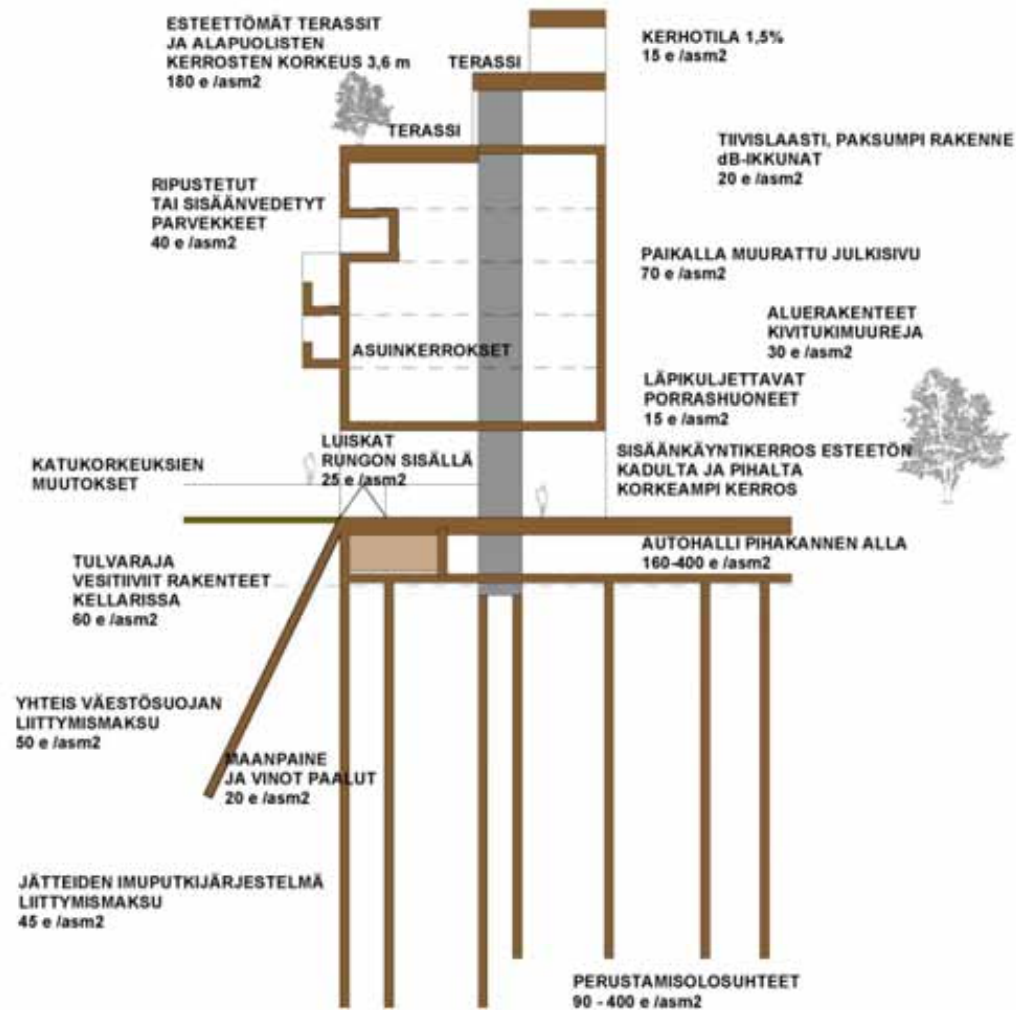 ESTEETTÖMÄT TERASSIT
JA ALAPUOLISTEN
KERROSTEN KORKEUS 3,6 m
180 e /asm2
TERASSI
KERHOTILA 1,5%
15 e /asm2
TERASSI
TIIVISLAASTI, PAKSUMPI RAKENNE
dB-IKKUNAT
20 e /asm2
RIPUSTETUT
TAI SISÄÄNVEDETYT
PARVEKKEET
40 e /asm2
PAIKALLA MUURATTU JULKISIVU
70 e /asm2
ALUERAKENTEET
KIVITUKIMUUREJA
30 e /asm2
ASUINKERROKSET
LÄPIKULJETTAVAT
PORRASHUONEET
15 e /asm2
LUISKAT
RUNGON SISÄLLÄ
25 e /asm2
SISÄÄNKÄYNTIKERROS ESTEETÖN
KADULTA JA PIHALTA
KORKEAMPI KERROS
KATUKORKEUKSIEN
MUUTOKSET
AUTOHALLI PIHAKANNEN ALLA
160-400 e /asm2
TULVARAJA
VESITIIVIIT RAKENTEET
KELLARISSA
60 e /asm2
YHTEIS VÄESTÖSUOJAN
LIITTYMISMAKSU
50 e /asm2
MAANPAINE
JA VINOT PAALUT
20 e /asm2
JÄTTEIDEN IMUPUTKIJÄRJESTELMÄ
LIITTYMISMAKSU
45 e /asm2
PERUSTAMISOLOSUHTEET
90 - 400 e /asm2